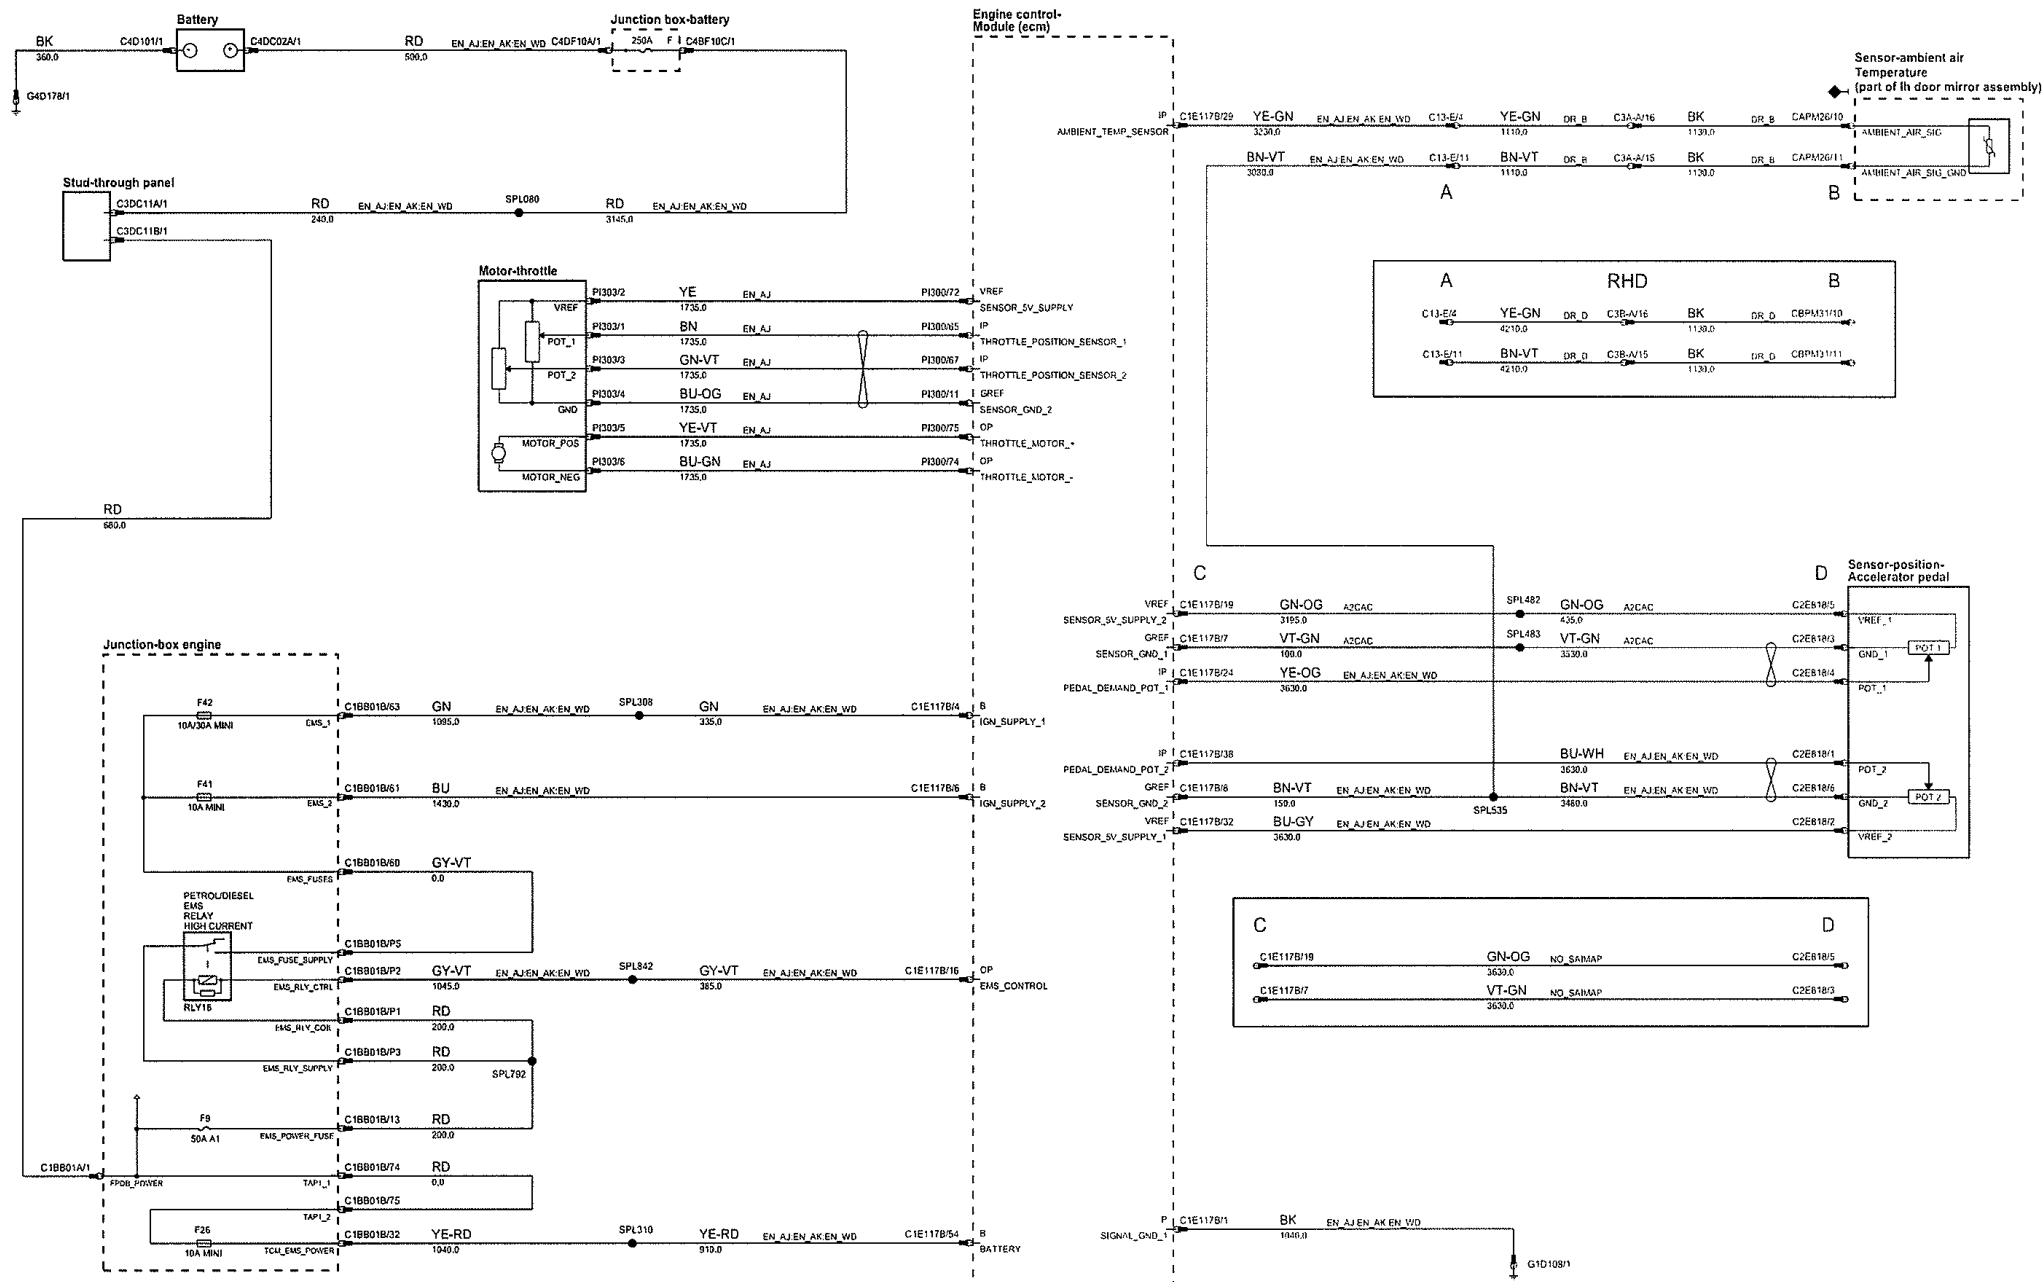 Battery
BK
360.0
C4D101/1
C4DC02A/1
RD
590.0
EN_AJ:EN_AK:EN_WD
C4DF10A/1
Junction box-battery
250A F
C4BF10C/1
G4D178/1
Stud-through panel
C3DC11A/1
C3DC11B/1
RD
240.0
EN_AJ:EN_AK:EN_WD
SPL080
RD
3145.0
EN_AJ:EN_AK:EN_WD
RD
680.0
Motor-throttle
VREF
POT_1
POT_2
GND
MOTOR_POS
MOTOR_NEG
PI303/2 YE 1735.0 EN_AJ PI300/72
PI303/1 BN 1735.0 EN_AJ PI300/65
PI303/3 GN-VT 1735.0 EN_AJ PI300/67
PI303/4 BU-OG 1735.0 EN_AJ PI300/11
PI303/5 YE-VT 1735.0 EN_AJ PI300/75
PI303/6 BU-GN 1735.0 EN_AJ PI300/74
Engine control-
Module (ecm)
VREF
SENSOR_5V_SUPPLY
IP
THROTTLE_POSITION_SENSOR_1
IP
THROTTLE_POSITION_SENSOR_2
GREF
SENSOR_GND_2
OP
THROTTLE_MOTOR_+
OP
THROTTLE_MOTOR_-
Junction-box engine
F42
10A/30A MINI
EMS_1
C1BB01B/63
GN
1095.0
EN_AJ:EN_AK:EN_WD
SPL308
GN
335.0
EN_AJ:EN_AK:EN_WD
C1E117B/4
B
IGN_SUPPLY_1
F41
10A MINI
EMS_2
C1BB01B/61
BU
1430.0
EN_AJ:EN_AK:EN_WD
C1E117B/6
B
IGN_SUPPLY_2
EMS_FUSES
C1BB01B/60
GY-VT
0.0
PETROL/DIESEL
EMS
RELAY
HIGH CURRENT
RLY16
EMS_FUSE_SUPPLY
C1BB01B/P5
EMS_RLY_CTRL
C1BB01B/P2
GY-VT
1045.0
EN_AJ:EN_AK:EN_WD
SPL842
GY-VT
385.0
EN_AJ:EN_AK:EN_WD
C1E117B/16
OP
EMS_CONTROL
EMS_RLY_COIL
C1BB01B/P1
RD
200.0
EMS_RLY_SUPPLY
C1BB01B/P3
RD
200.0
SPL792
F9
50A A1
EMS_POWER_FUSE
C1BB01B/13
RD
200.0
C1BB01A/1
FPDB_POWER
TAP1_1
C1BB01B/74
RD
0.0
TAP1_2
C1BB01B/75
F26
10A MINI
TCM_EMS_POWER
C1BB01B/32
YE-RD
1040.0
SPL310
YE-RD
910.0
EN_AJ:EN_AK:EN_WD
C1E117B/54
B
BATTERY
Sensor-ambient air
Temperature
(part of lh door mirror assembly)
IP
AMBIENT_TEMP_SENSOR
C1E117B/29
YE-GN
3230.0
EN_AJ:EN_AK:EN_WD
C13-E/4
YE-GN
1110.0
DR_B
C3A-A/16
BK
1130.0
DR_B
CAPM26/10
AMBIENT_AIR_SIG
BN-VT
3030.0
EN_AJ:EN_AK:EN_WD
C13-E/11
BN-VT
1110.0
DR_B
C3A-A/15
BK
1130.0
DR_B
CAPM26/11
AMBIENT_AIR_SIG_GND
A B
A RHD B
C13-E/4 YE-GN 4210.0 DR_D C3B-A/16 BK 1130.0 DR_D CBPM31/10
C13-E/11 BN-VT 4210.0 DR_D C3B-A/15 BK 1130.0 DR_D CBPM31/11
C D
Sensor-position-
Accelerator pedal
VREF
SENSOR_5V_SUPPLY_2
C1E117B/19
GN-OG
3195.0
A2CAC
SPL482
GN-OG
435.0
A2CAC
C2E818/5
VREF_1
GREF
SENSOR_GND_1
C1E117B/7
VT-GN
100.0
A2CAC
SPL483
VT-GN
3530.0
A2CAC
C2E818/3
GND_1
POT 1
IP
PEDAL_DEMAND_POT_1
C1E117B/24
YE-OG
3630.0
EN_AJ:EN_AK:EN_WD
C2E818/4
POT_1
IP
PEDAL_DEMAND_POT_2
C1E117B/38
BU-WH
3630.0
EN_AJ:EN_AK:EN_WD
C2E818/1
POT_2
GREF
SENSOR_GND_2
C1E117B/8
BN-VT
150.0
EN_AJ:EN_AK:EN_WD
SPL535
BN-VT
3480.0
EN_AJ:EN_AK:EN_WD
C2E818/6
GND_2
POT 2
VREF
SENSOR_5V_SUPPLY_1
C1E117B/32
BU-GY
3630.0
EN_AJ:EN_AK:EN_WD
C2E818/2
VREF_2
C D
C1E117B/19 GN-OG 3630.0 NO_SAIMAP C2E818/5
C1E117B/7 VT-GN 3630.0 NO_SAIMAP C2E818/3
P
SIGNAL_GND_1
C1E117B/1
BK
1040.0
EN_AJ:EN_AK:EN_WD
G1D108/1